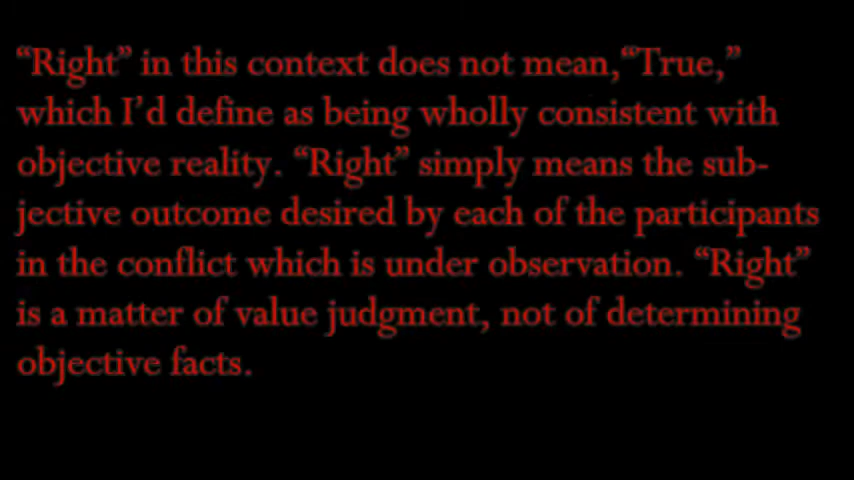 “Right” in this context does not mean,“True,”
which I’d define as being wholly consistent with
objective reality. “Right” simply means the sub-
jective outcome desired by each of the participants
in the conflict which is under observation. “Right”
is a matter of value judgment, not of determining
objective facts.